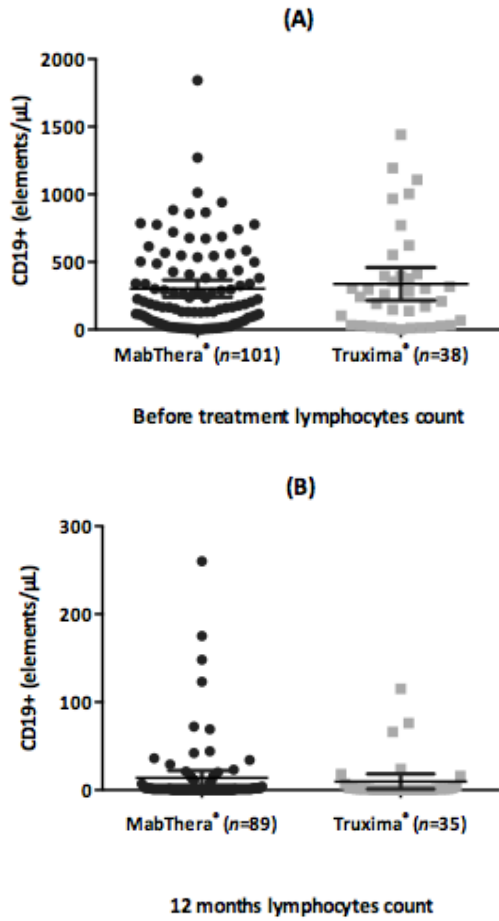 (A)
CD19+ (elements/µL)
2000
1500
1000
500
0
MabThera® (n=101)
Truxima® (n=38)
Before treatment lymphocytes count
(B)
CD19+ (elements/µL)
300
200
100
0
MabThera® (n=89)
Truxima® (n=35)
12 months lymphocytes count